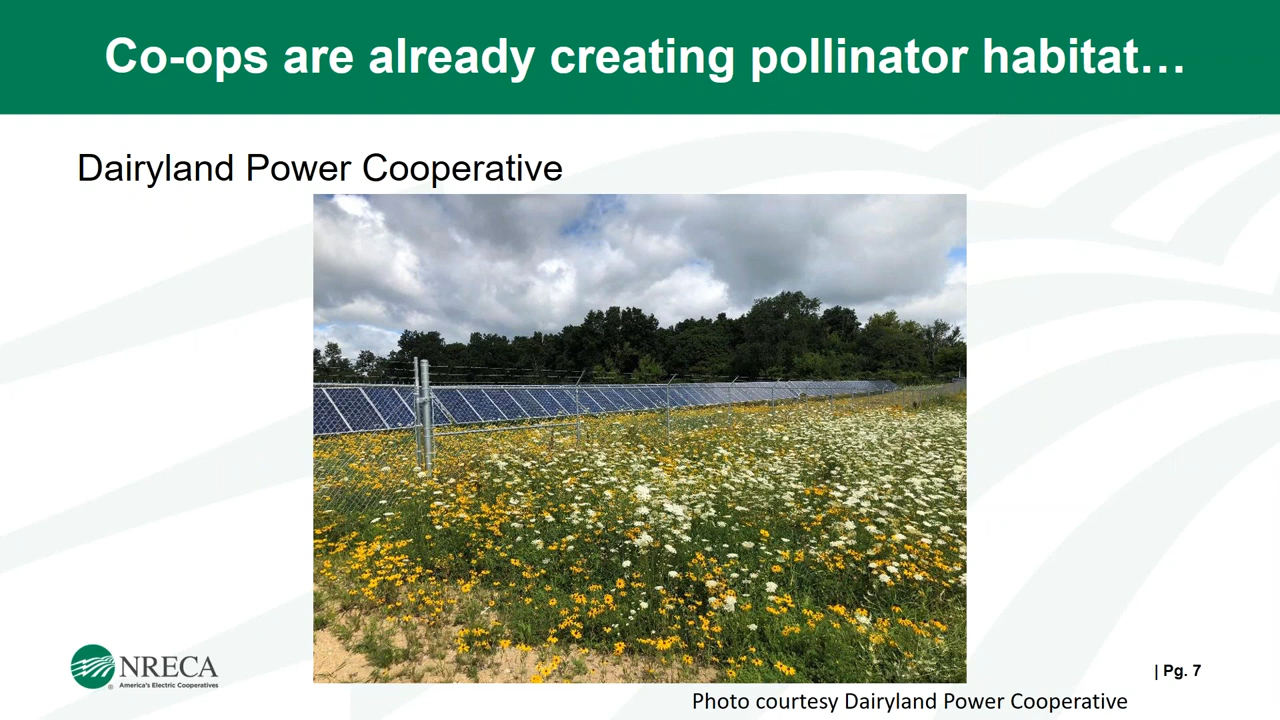 Co-ops are already creating pollinator habitat…
Dairyland Power Cooperative
NRECA
®
America's Electric Cooperatives
| Pg. 7
Photo courtesy Dairyland Power Cooperative